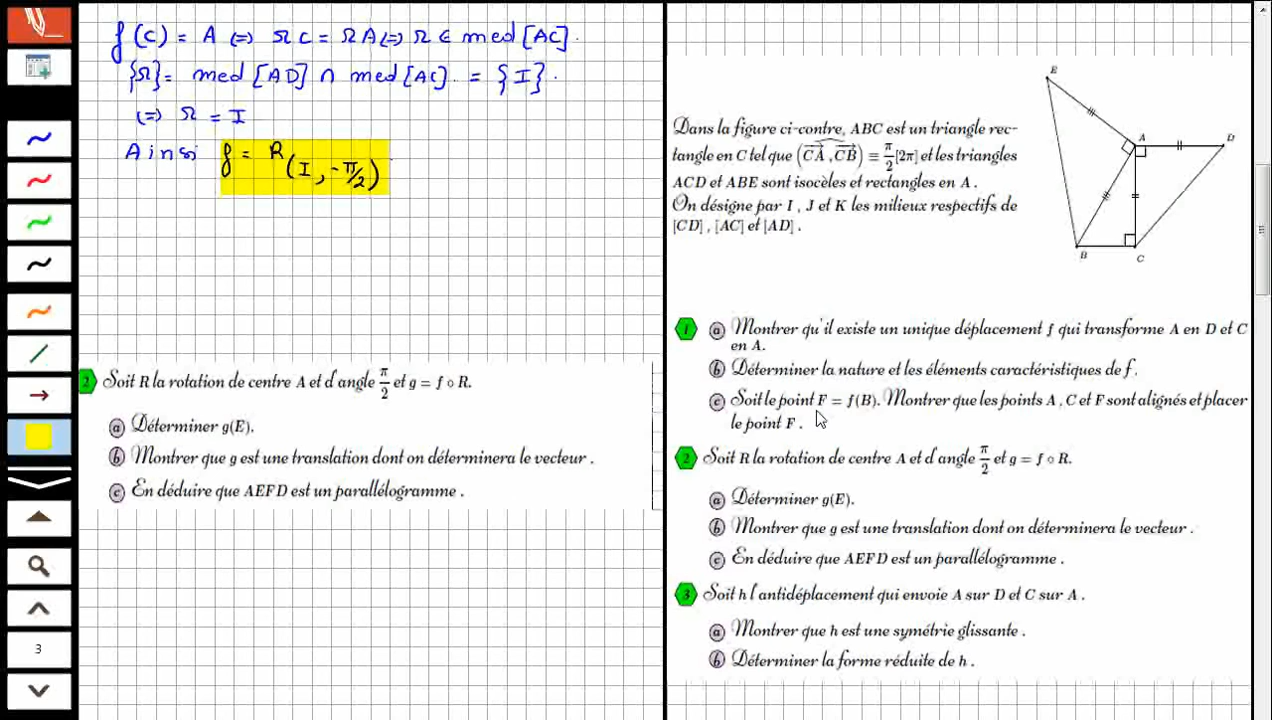 f(C) = A (=) ΩC = ΩA (=) Ω ∈ med [AC].
{Ω} = med [AD] ∩ med [AC]. = {I}.
(=) Ω = I
Ainsi f = R(I, -π/2)
2 Soit R la rotation de centre A et d'angle π/2 et g = f ∘ R.
a Déterminer g(E).
b Montrer que g est une translation dont on déterminera le vecteur .
c En déduire que AEFD est un parallélogramme .
3
Dans la figure ci-contre, ABC est un triangle rec-
tangle en C tel que (CA , CB) ≡ π/2 [2π] et les triangles
ACD et ABE sont isocèles et rectangles en A .
On désigne par I , J et K les milieux respectifs de
[CD] , [AC] et [AD] .
E
A
D
B
C
1 a Montrer qu'il existe un unique déplacement f qui transforme A en D et C
en A.
b Déterminer la nature et les éléments caractéristiques de f.
c Soit le point F = f(B). Montrer que les points A , C et F sont alignés et placer
le point F .
2 Soit R la rotation de centre A et d'angle π/2 et g = f ∘ R.
a Déterminer g(E).
b Montrer que g est une translation dont on déterminera le vecteur .
c En déduire que AEFD est un parallélogramme .
3 Soit h l'antidéplacement qui envoie A sur D et C sur A .
a Montrer que h est une symétrie glissante .
b Déterminer la forme réduite de h .